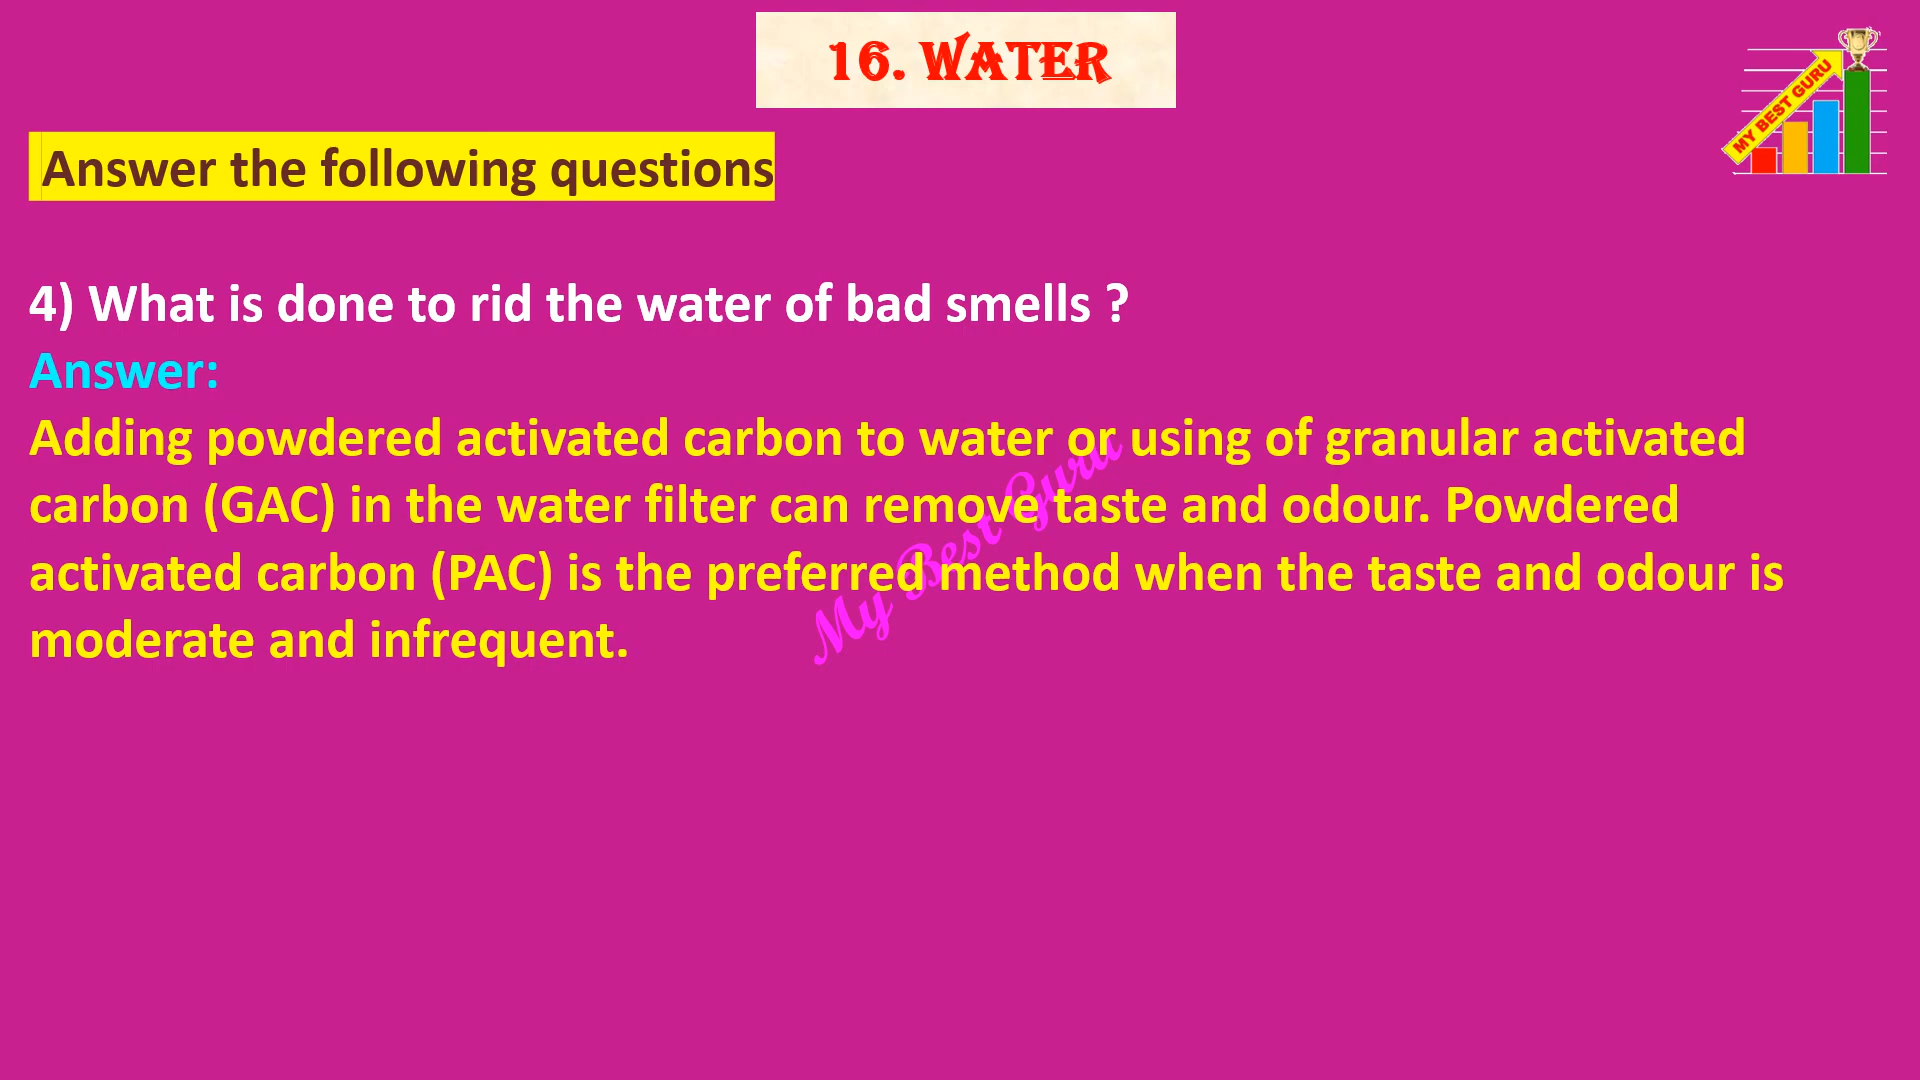 16. WATER
MY BEST GURU
Answer the following questions
4) What is done to rid the water of bad smells ?
Answer:
Adding powdered activated carbon to water or using of granular activated
carbon (GAC) in the water filter can remove taste and odour. Powdered
activated carbon (PAC) is the preferred method when the taste and odour is
moderate and infrequent.
My Best Guru